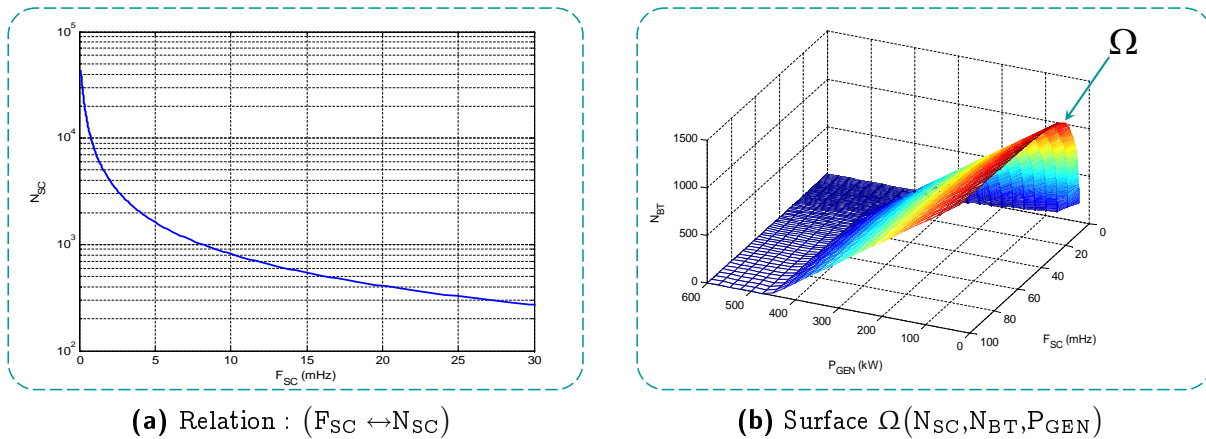 10^5
10^4
10^3
10^2
N_SC
0 5 10 15 20 25 30
F_SC (mHz)
(a) Relation : (F_SC ↔N_SC)
Ω
1500
1000
500
0
N_BT
600 500 400 300 200 100 0
P_GEN (kW)
100 80 60 40 20 0
F_SC (mHz)
(b) Surface Ω(N_SC,N_BT,P_GEN)